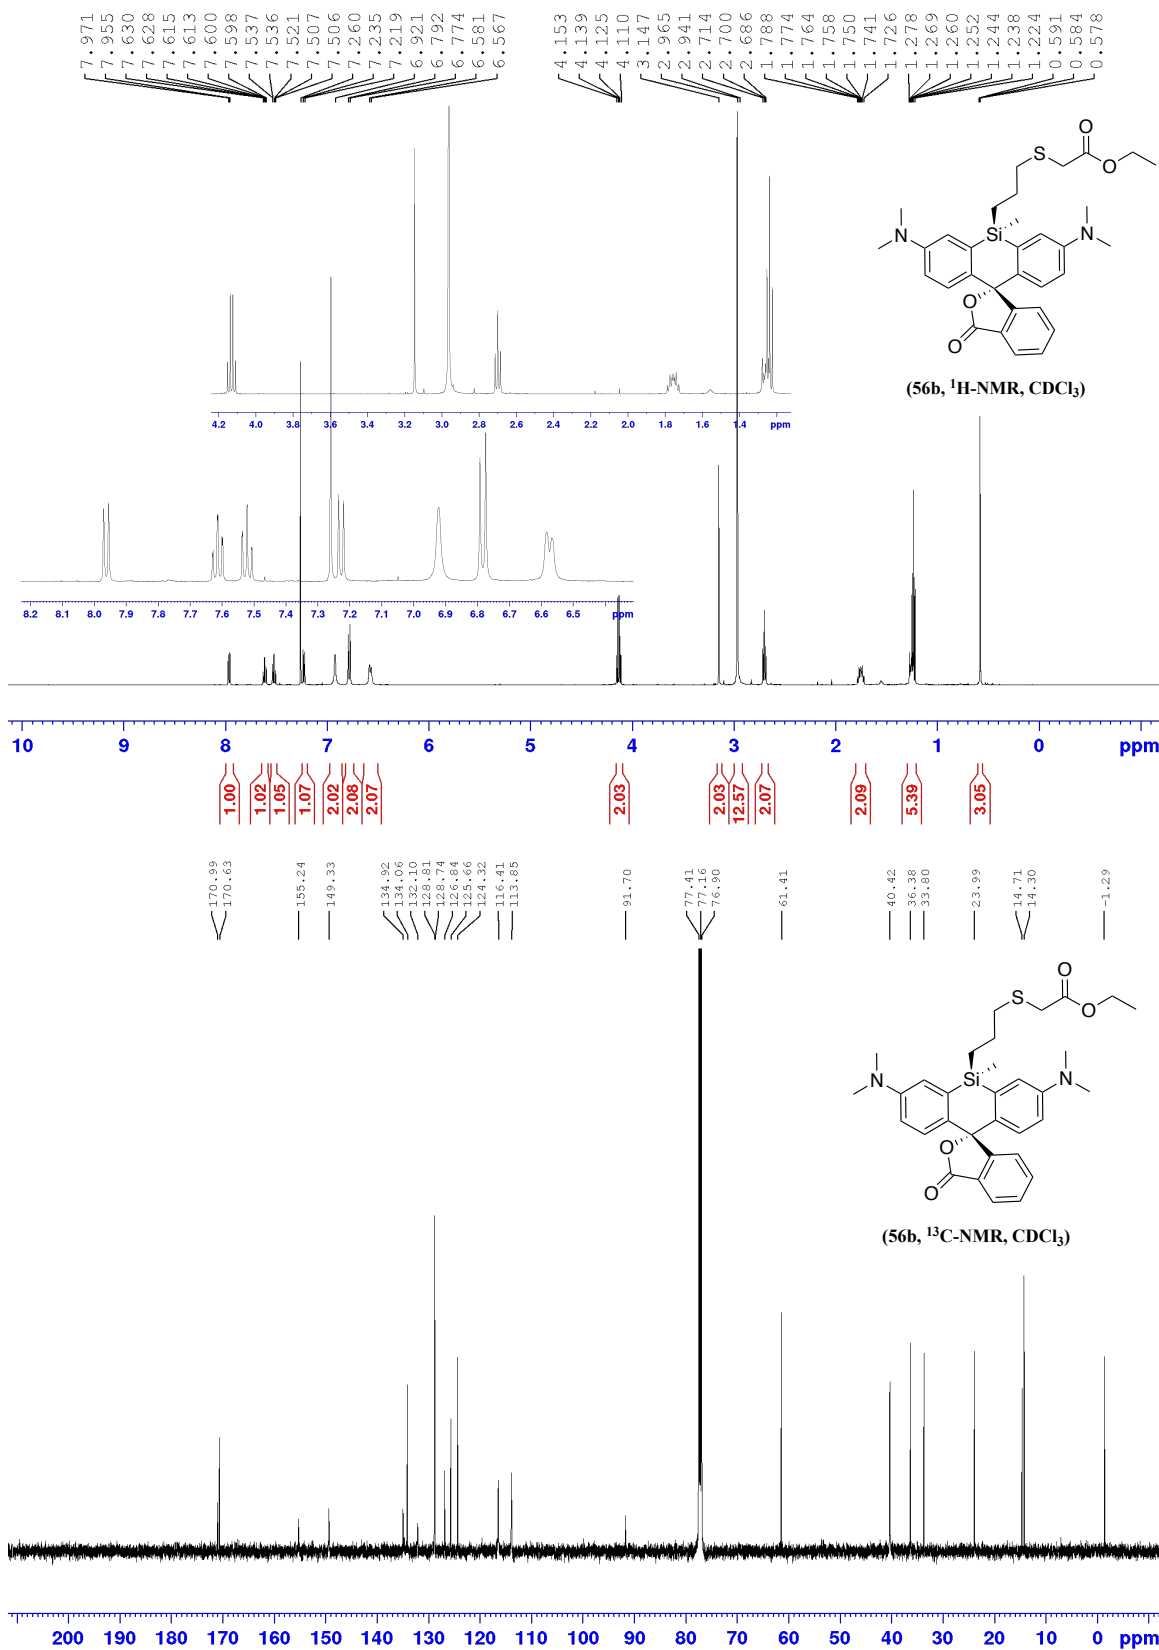 7.971 7.955 7.630 7.628 7.615 7.613 7.600 7.598 7.537 7.536 7.521 7.507 7.506 7.260 7.235 7.219 6.921 6.792 6.774 6.581 6.567 4.153 4.139 4.125 4.110 3.147 2.965 2.941 2.714 2.700 2.686 1.788 1.774 1.764 1.758 1.750 1.741 1.726 1.278 1.269 1.260 1.252 1.244 1.238 1.224 0.591 0.584 0.578
O
S
O
N
Si
N
O
O
(56b, ¹H-NMR, CDCl₃)
4.2 4.0 3.8 3.6 3.4 3.2 3.0 2.8 2.6 2.4 2.2 2.0 1.8 1.6 1.4 ppm
8.2 8.1 8.0 7.9 7.8 7.7 7.6 7.5 7.4 7.3 7.2 7.1 7.0 6.9 6.8 6.7 6.6 6.5 ppm
10 9 8 7 6 5 4 3 2 1 0 ppm
1.00 1.02 1.05 1.07 2.02 2.08 2.07 2.03 2.03 12.57 2.07 2.09 5.39 3.05
170.99 170.63 155.24 149.33 134.92 134.06 132.10 128.81 128.74 126.84 125.66 124.32 116.41 113.85 91.70 77.41 77.16 76.90 61.41 40.42 36.38 33.80 23.99 14.71 14.30 -1.29
O
S
O
N
Si
N
O
O
(56b, ¹³C-NMR, CDCl₃)
200 190 180 170 160 150 140 130 120 110 100 90 80 70 60 50 40 30 20 10 0 ppm